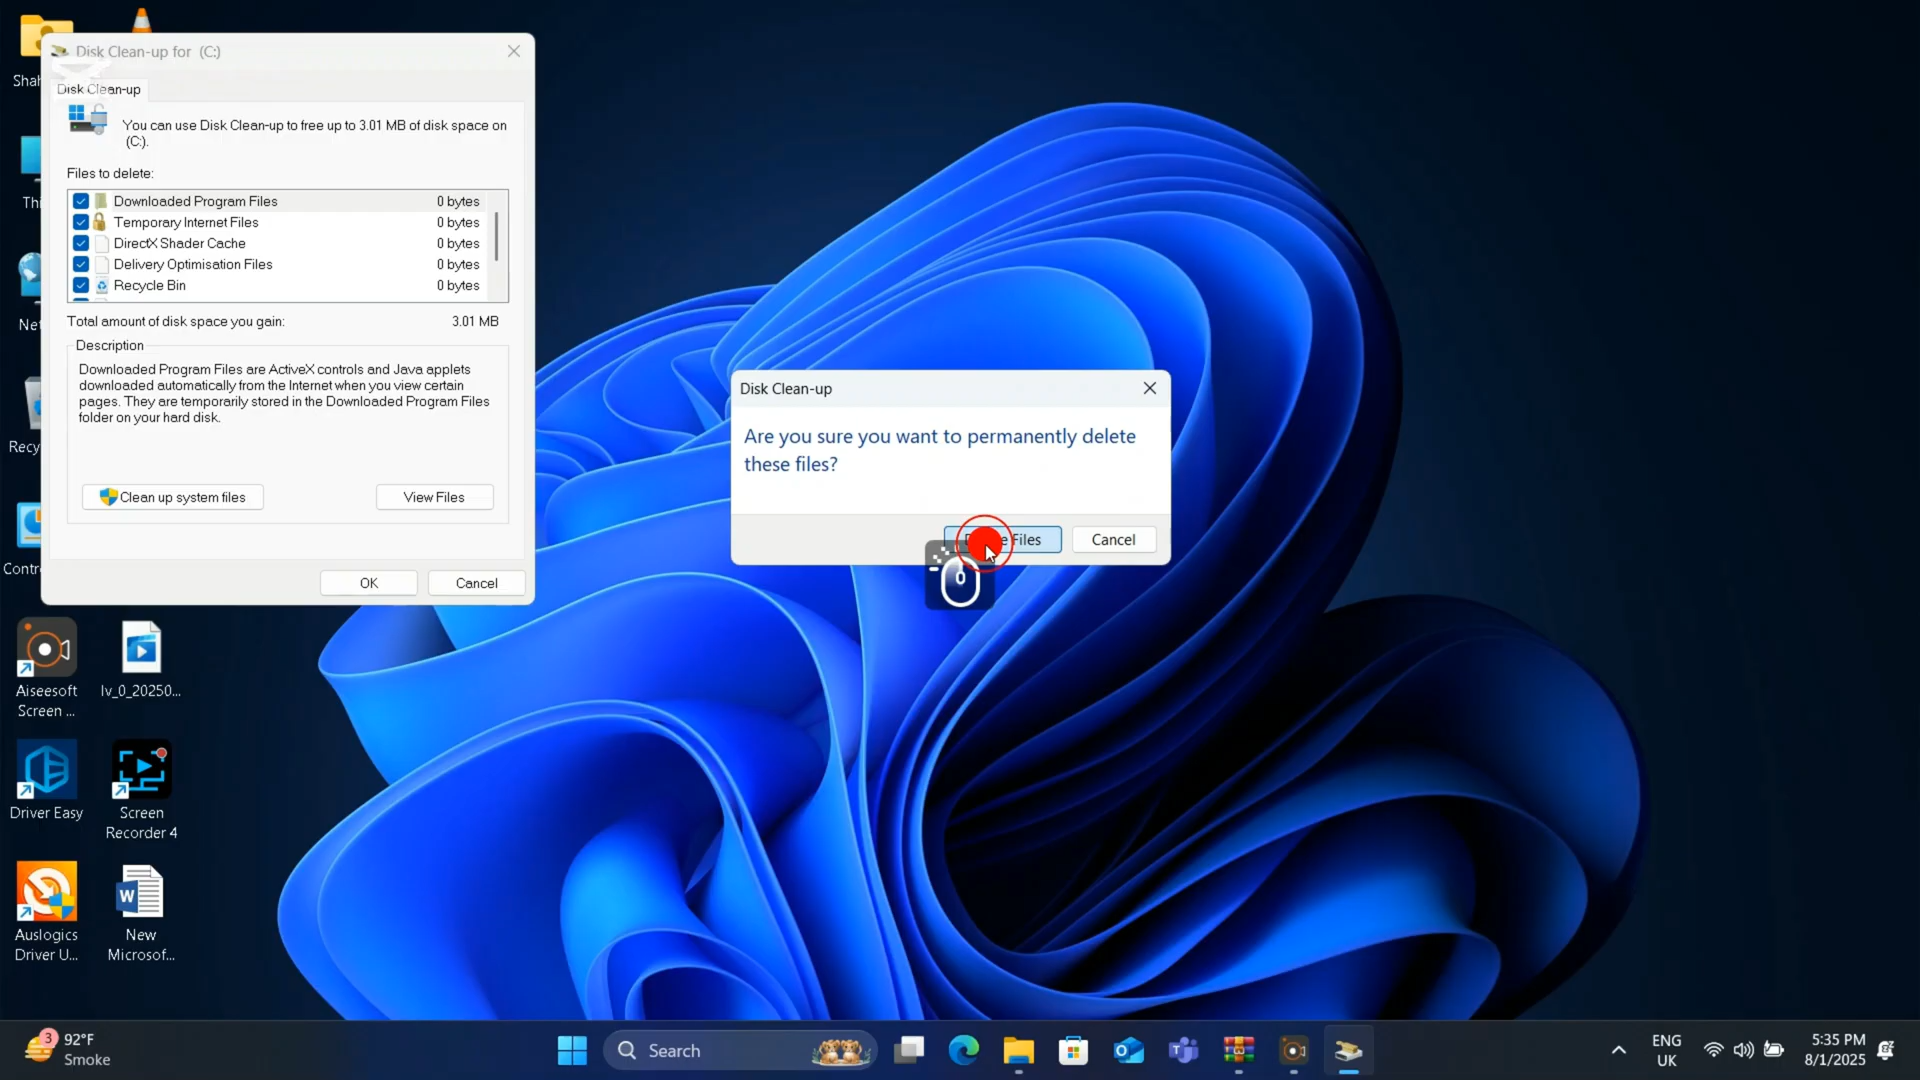 Disk Clean-up for (C:)
Disk Clean-up
You can use Disk Clean-up to free up to 3.01 MB of disk space on
(C:).
Files to delete:
Downloaded Program Files 0 bytes
Temporary Internet Files 0 bytes
DirectX Shader Cache 0 bytes
Delivery Optimisation Files 0 bytes
Recycle Bin 0 bytes
Total amount of disk space you gain: 3.01 MB
Description
Downloaded Program Files are ActiveX controls and Java applets
downloaded automatically from the Internet when you view certain
pages. They are temporarily stored in the Downloaded Program Files
folder on your hard disk.
Clean up system files
View Files
OK
Cancel
Disk Clean-up
Are you sure you want to permanently delete
these files?
Files
Cancel
Shah
Thi
Net
Recy
Contr
Aiseesoft
Screen ...
lv_0_20250...
Driver Easy
Screen
Recorder 4
Auslogics
Driver U...
New
Microsof...
3
92°F
Smoke
Search
ENG
UK
5:35 PM
8/1/2025